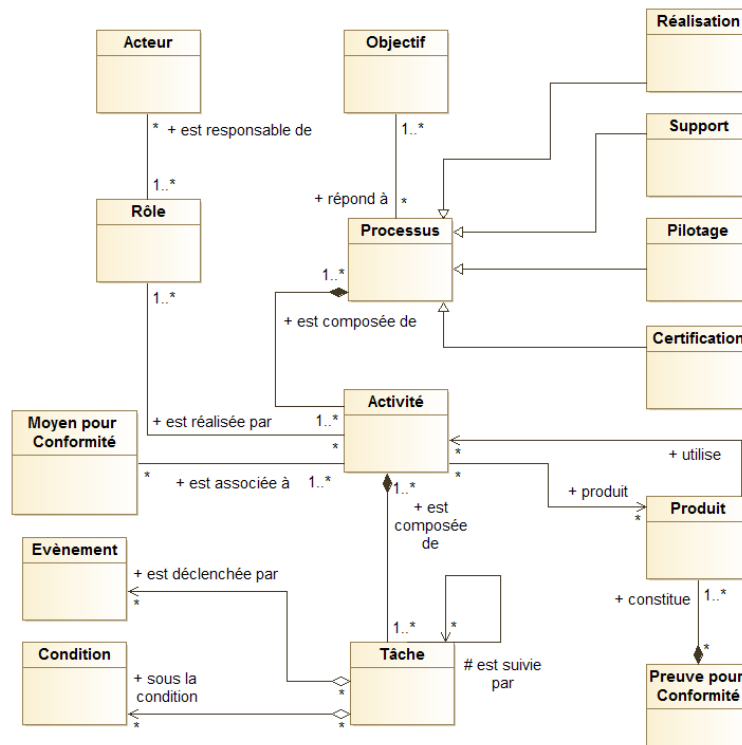 Réalisation
Acteur
Objectif
*
+ est responsable de
1..*
Support
1..*
+ répond à
*
Rôle
Processus
Pilotage
1..*
1..*
+ est composée de
Certification
Activité
Moyen pour
Conformité
+ est réalisée par
1..*
*
+ utilise
*
+ est associée à
1..*
*
*
+ produit
*
Produit
1..*
+ est
composée
de
Evènement
+ est déclenchée par
*
+ constitue
1..*
1..*
*
Condition
Tâche
# est suivie
par
+ sous la
condition
*
*
*
*
Preuve pour
Conformité